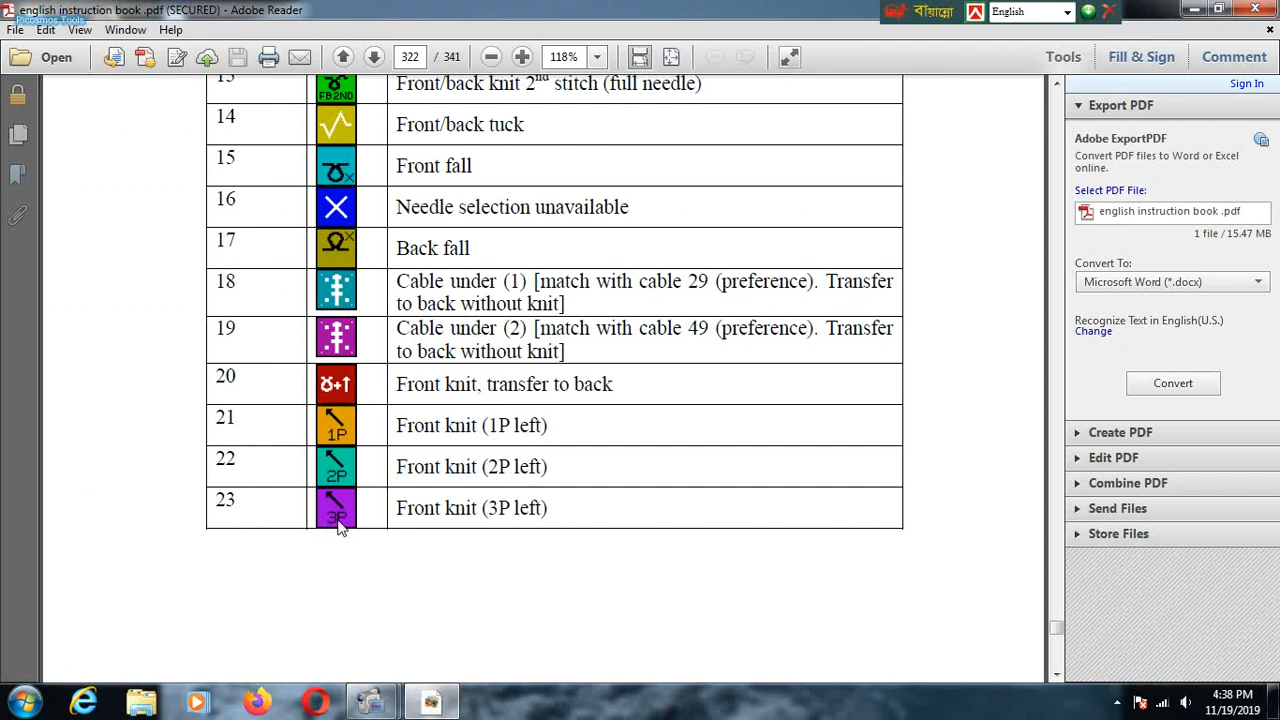 english instruction book .pdf (SECURED) - Adobe Reader
Picosmos Tools
বাঁয়ান্নো
English
File Edit View Window Help
Open
322 / 341
118%
Tools
Fill & Sign
Comment
Sign In
FB2ND
Front/back knit 2nd stitch (full needle)
14 Front/back tuck
15 Front fall
16 Needle selection unavailable
17 Back fall
18 Cable under (1) [match with cable 29 (preference). Transfer
to back without knit]
19 Cable under (2) [match with cable 49 (preference). Transfer
to back without knit]
20 Front knit, transfer to back
21 1P Front knit (1P left)
22 2P Front knit (2P left)
23 3P Front knit (3P left)
Export PDF
Adobe ExportPDF
Convert PDF files to Word or Excel
online.
Select PDF File:
english instruction book .pdf
1 file / 15.47 MB
Convert To:
Microsoft Word (*.docx)
Recognize Text in English(U.S.)
Change
Convert
Create PDF
Edit PDF
Combine PDF
Send Files
Store Files
4:38 PM
11/19/2019